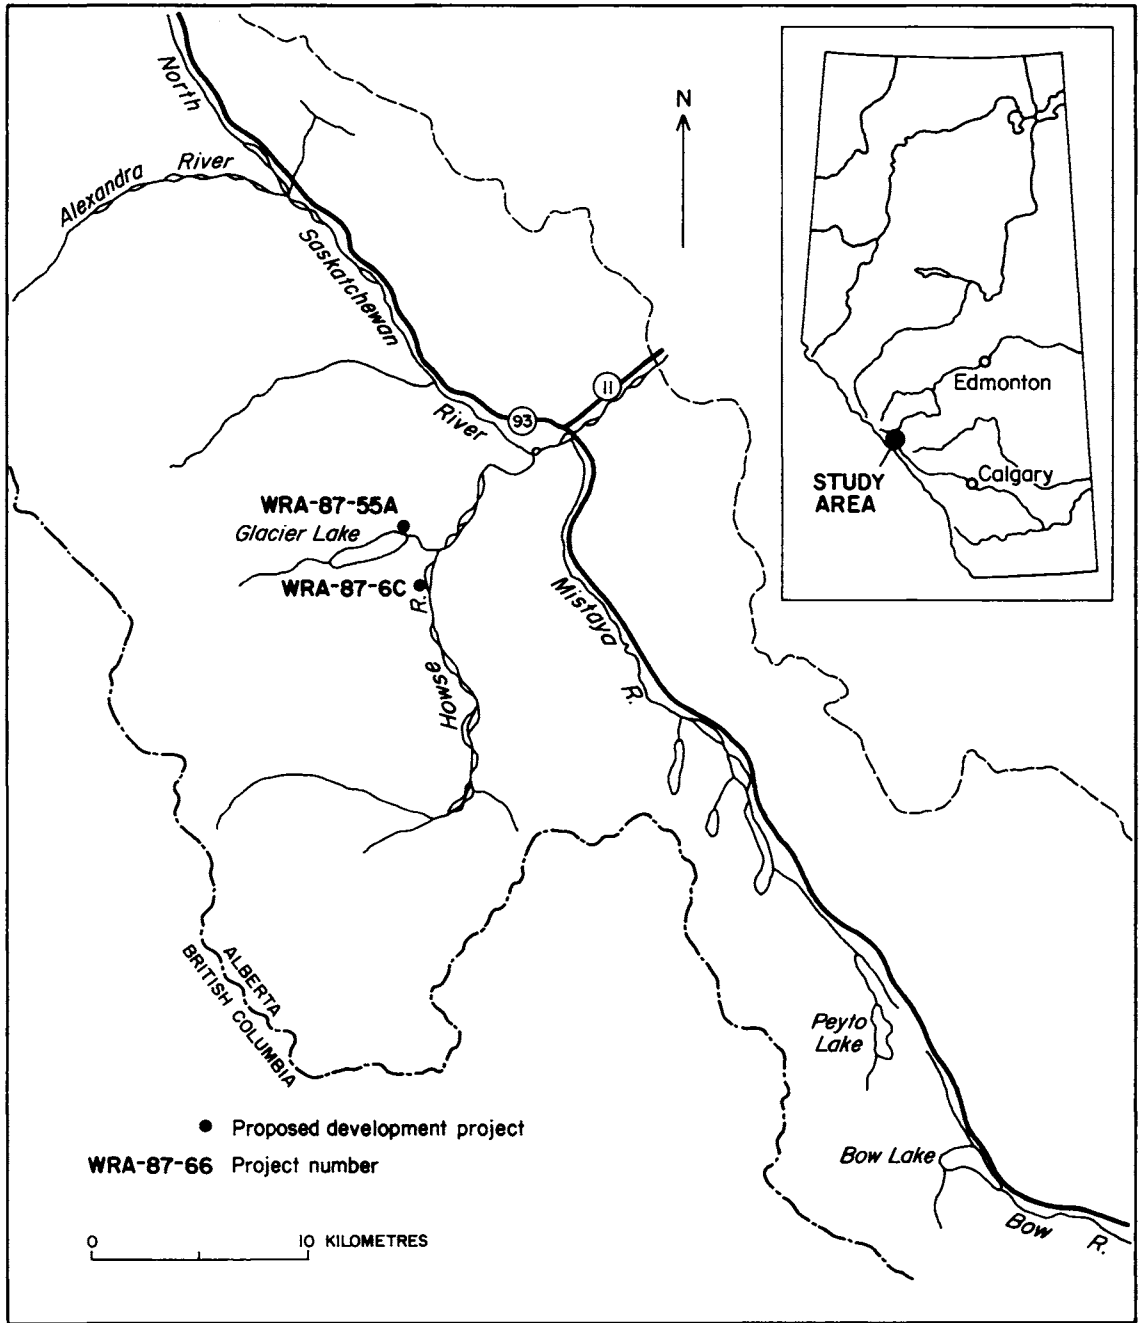 North
Alexandra River
Saskatchewan
River
N
93
11
Edmonton
Calgary
STUDY
AREA
WRA-87-55A
Glacier Lake
WRA-87-6C
Howse R.
Mistaya R.
ALBERTA
BRITISH COLUMBIA
Peyto
Lake
Bow Lake
Bow R.
Proposed development project
WRA-87-66 Project number
0 10 KILOMETRES